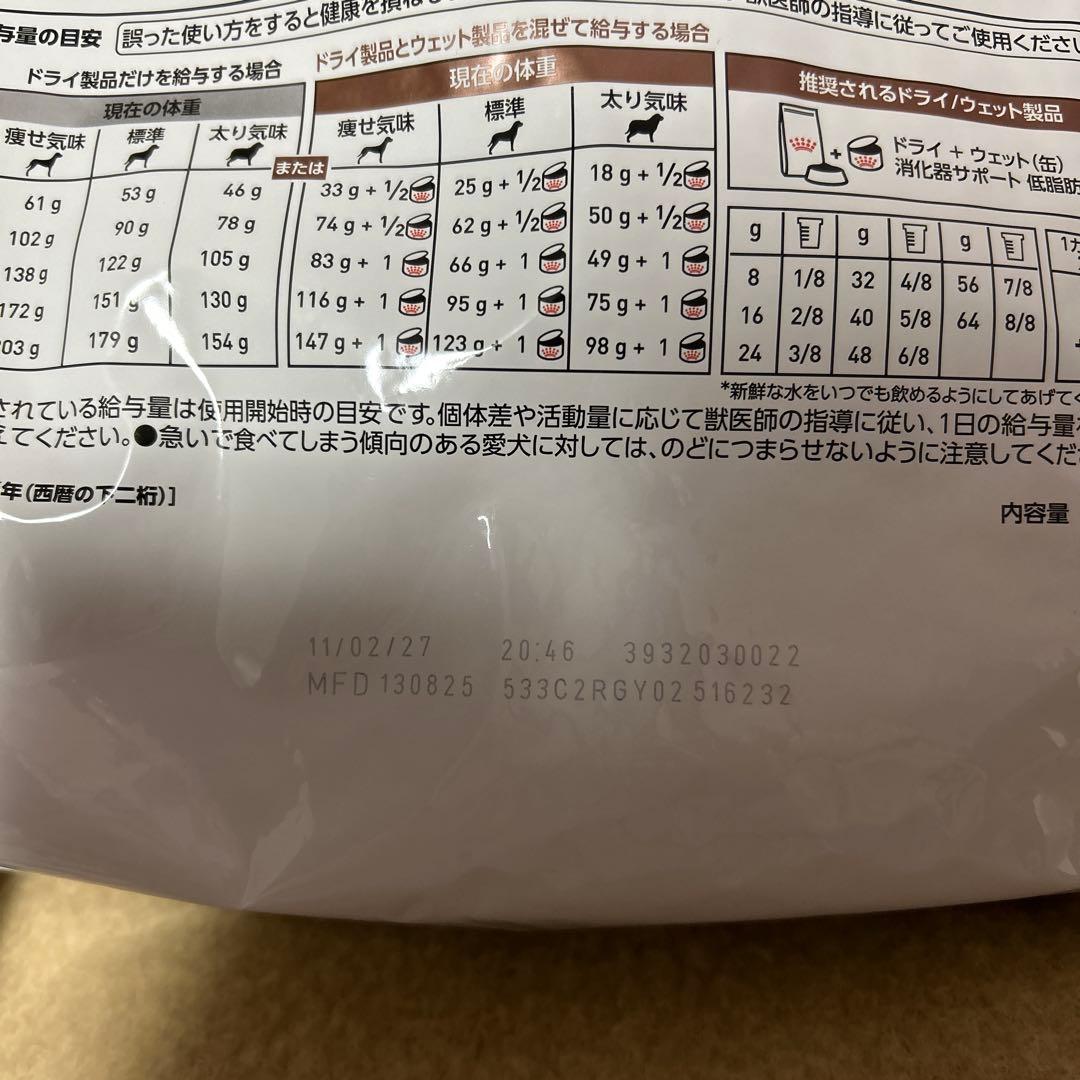 誤った使い方をすると健康を損ね
獣医師の指導に従ってご使用ください
与量の目安
ドライ製品だけを給与する場合
現在の体重
痩せ気味 標準 太り気味
61 g 53 g 46 g
102 g 90 g 78 g
138 g 122 g 105 g
172 g 151 g 130 g
03 g 179 g 154 g
または
ドライ製品とウェット製品を混ぜて給与する場合
現在の体重
痩せ気味 標準 太り気味
33 g + 1/2 25 g + 1/2 18 g + 1/2
74 g + 1/2 62 g + 1/2 50 g + 1/2
83 g + 1 66 g + 1 49 g + 1
116 g + 1 95 g + 1 75 g + 1
147 g + 1 123 g + 1 98 g + 1
推奨されるドライ/ウェット製品
+
ドライ + ウェット(缶)
消化器サポート 低脂肪
g g g
8 1/8 32 4/8 56 7/8
16 2/8 40 5/8 64 8/8
24 3/8 48 6/8
*新鮮な水をいつでも飲めるようにしてあげて
されている給与量は使用開始時の目安です。個体差や活動量に応じて獣医師の指導に従い、1日の給与量
てください。●急いで食べてしまう傾向のある愛犬に対しては、のどにつまらせないように注意してくだ
年(西暦の下二桁)]
内容量
11/02/27 20:46 3932030022
MFD 130825 533C2RGY02 516232